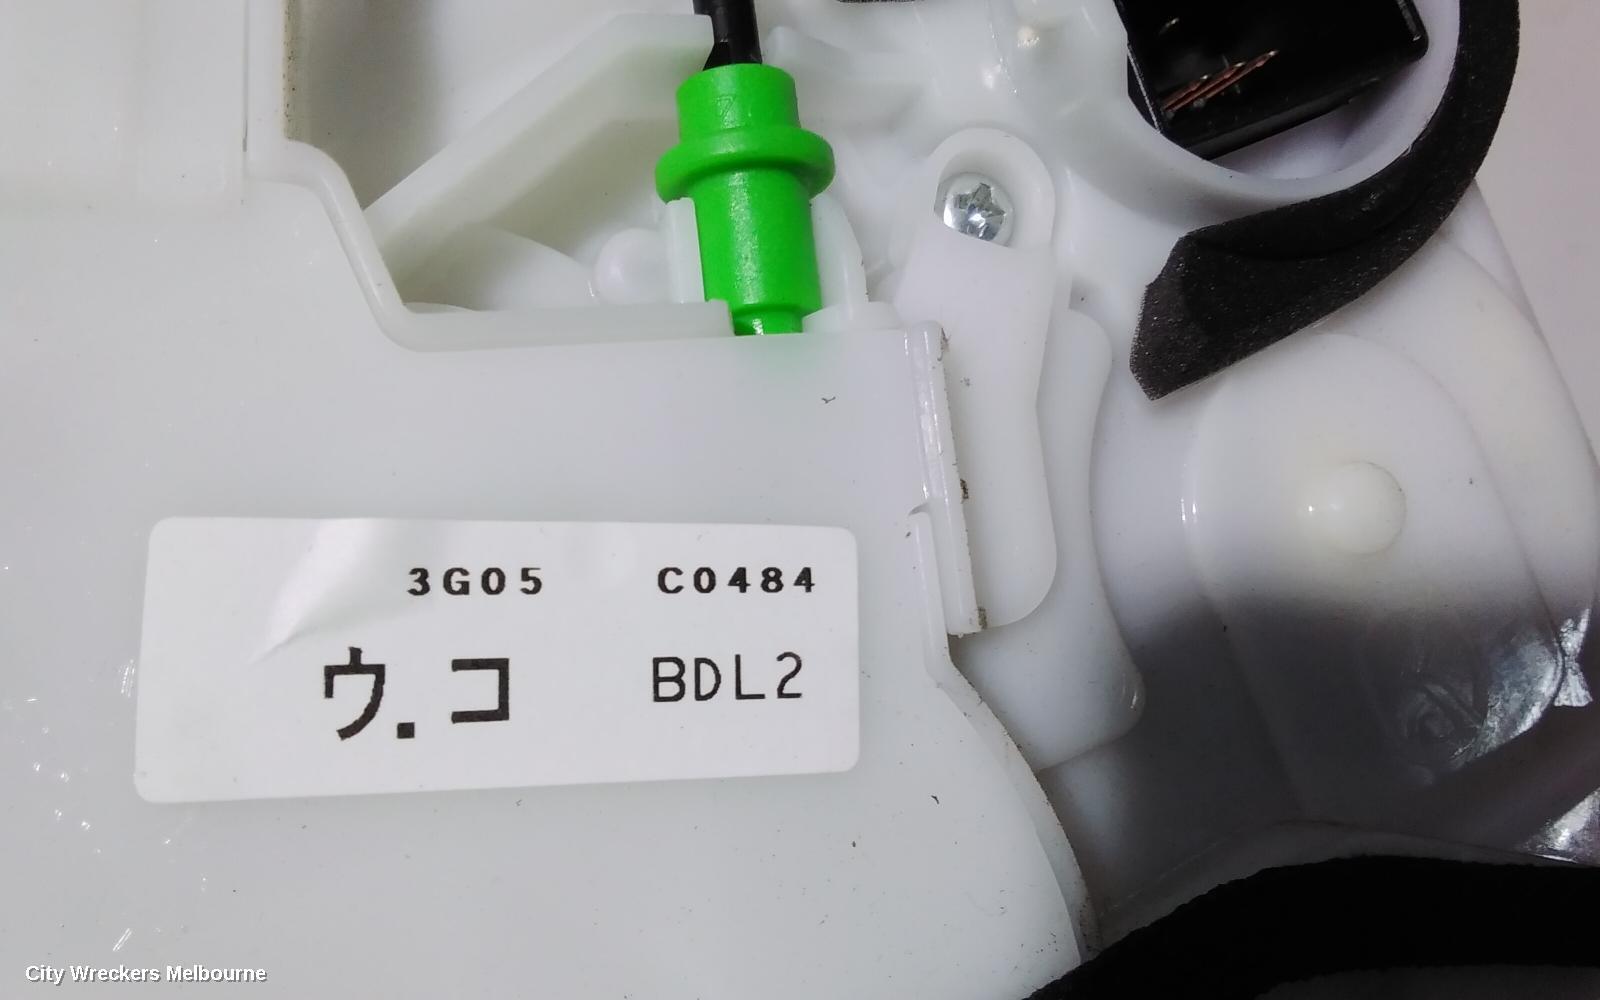 3G05 C0484
ウ.コ BDL2
City Wreckers Melbourne